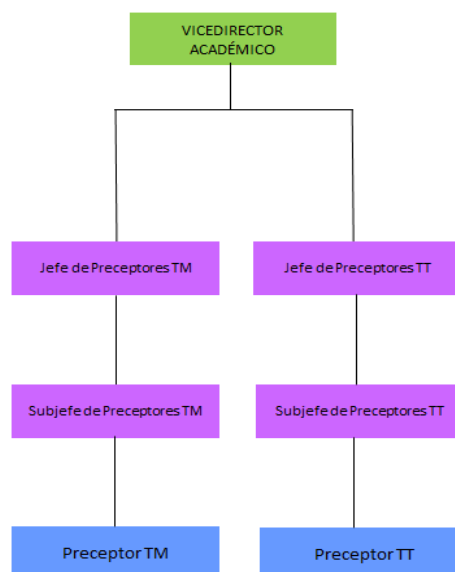 VICEDIRECTOR
ACADÉMICO
Jefe de Preceptores TM
Jefe de Preceptores TT
Subjefe de Preceptores TM
Subjefe de Preceptores TT
Preceptor TM
Preceptor TT